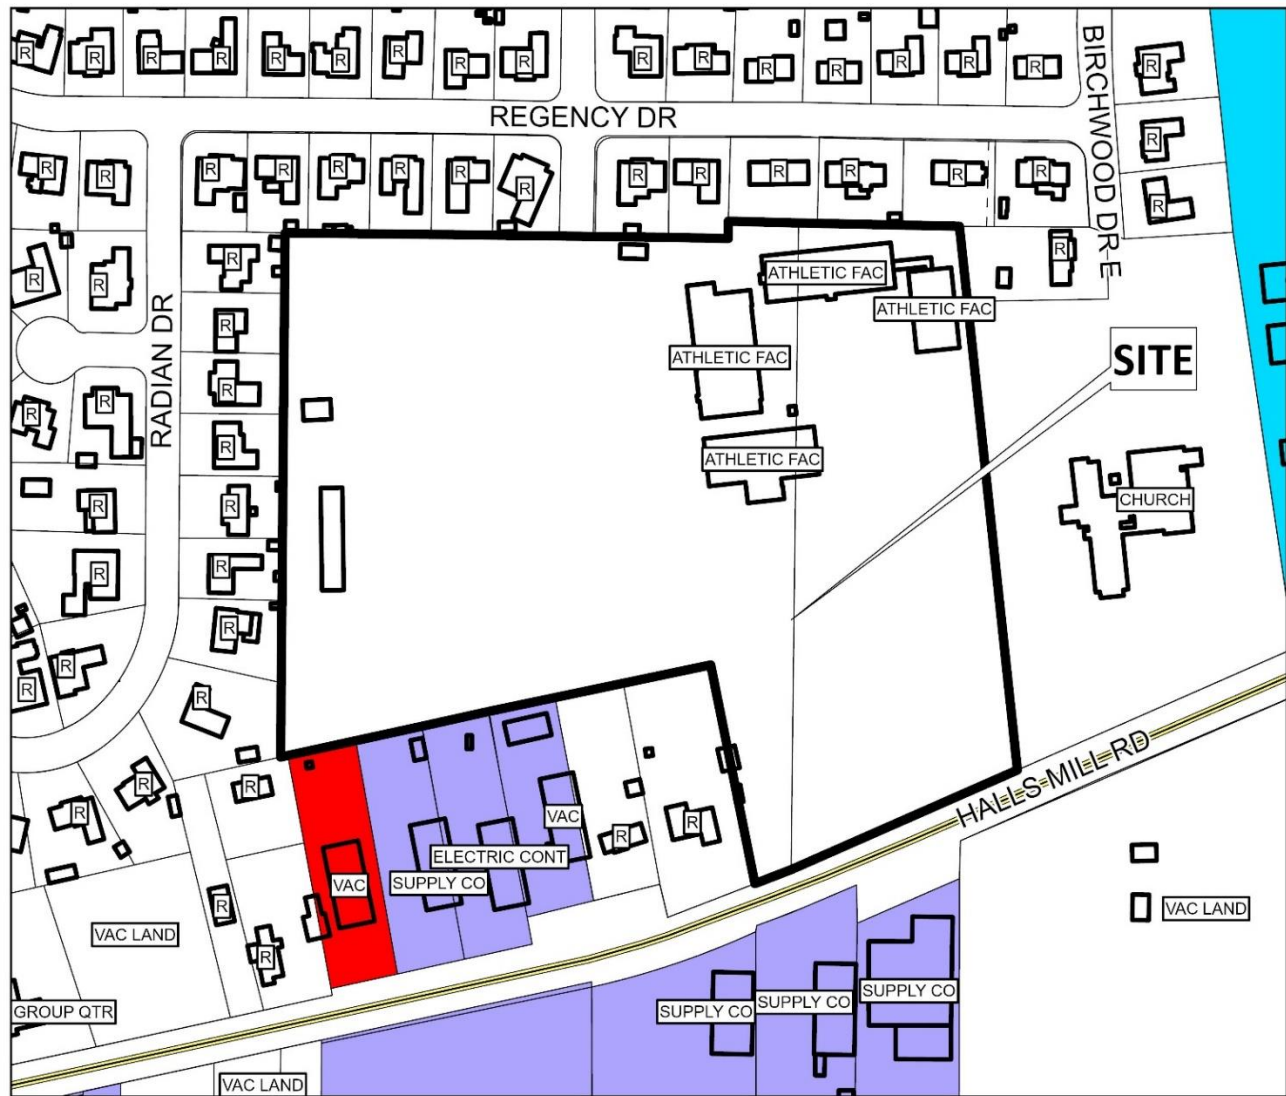 R R R R R R R R R R R R R R R R R R
BIRCHWOOD DR E
REGENCY DR
R
R R R R R R R R R R R R R R R
R R R R
ATHLETIC FAC
ATHLETIC FAC
R
RADIAN DR
ATHLETIC FAC
SITE
R
R R
R
ATHLETIC FAC
R R
CHURCH
R R
R
R R
R
HALLS MILL RD
R R R
VAC
R R
ELECTRIC CONT
SUPPLY CO
VAC
R
VAC LAND
VAC LAND
R
SUPPLY CO
SUPPLY CO
SUPPLY CO
GROUP QTR
VAC LAND